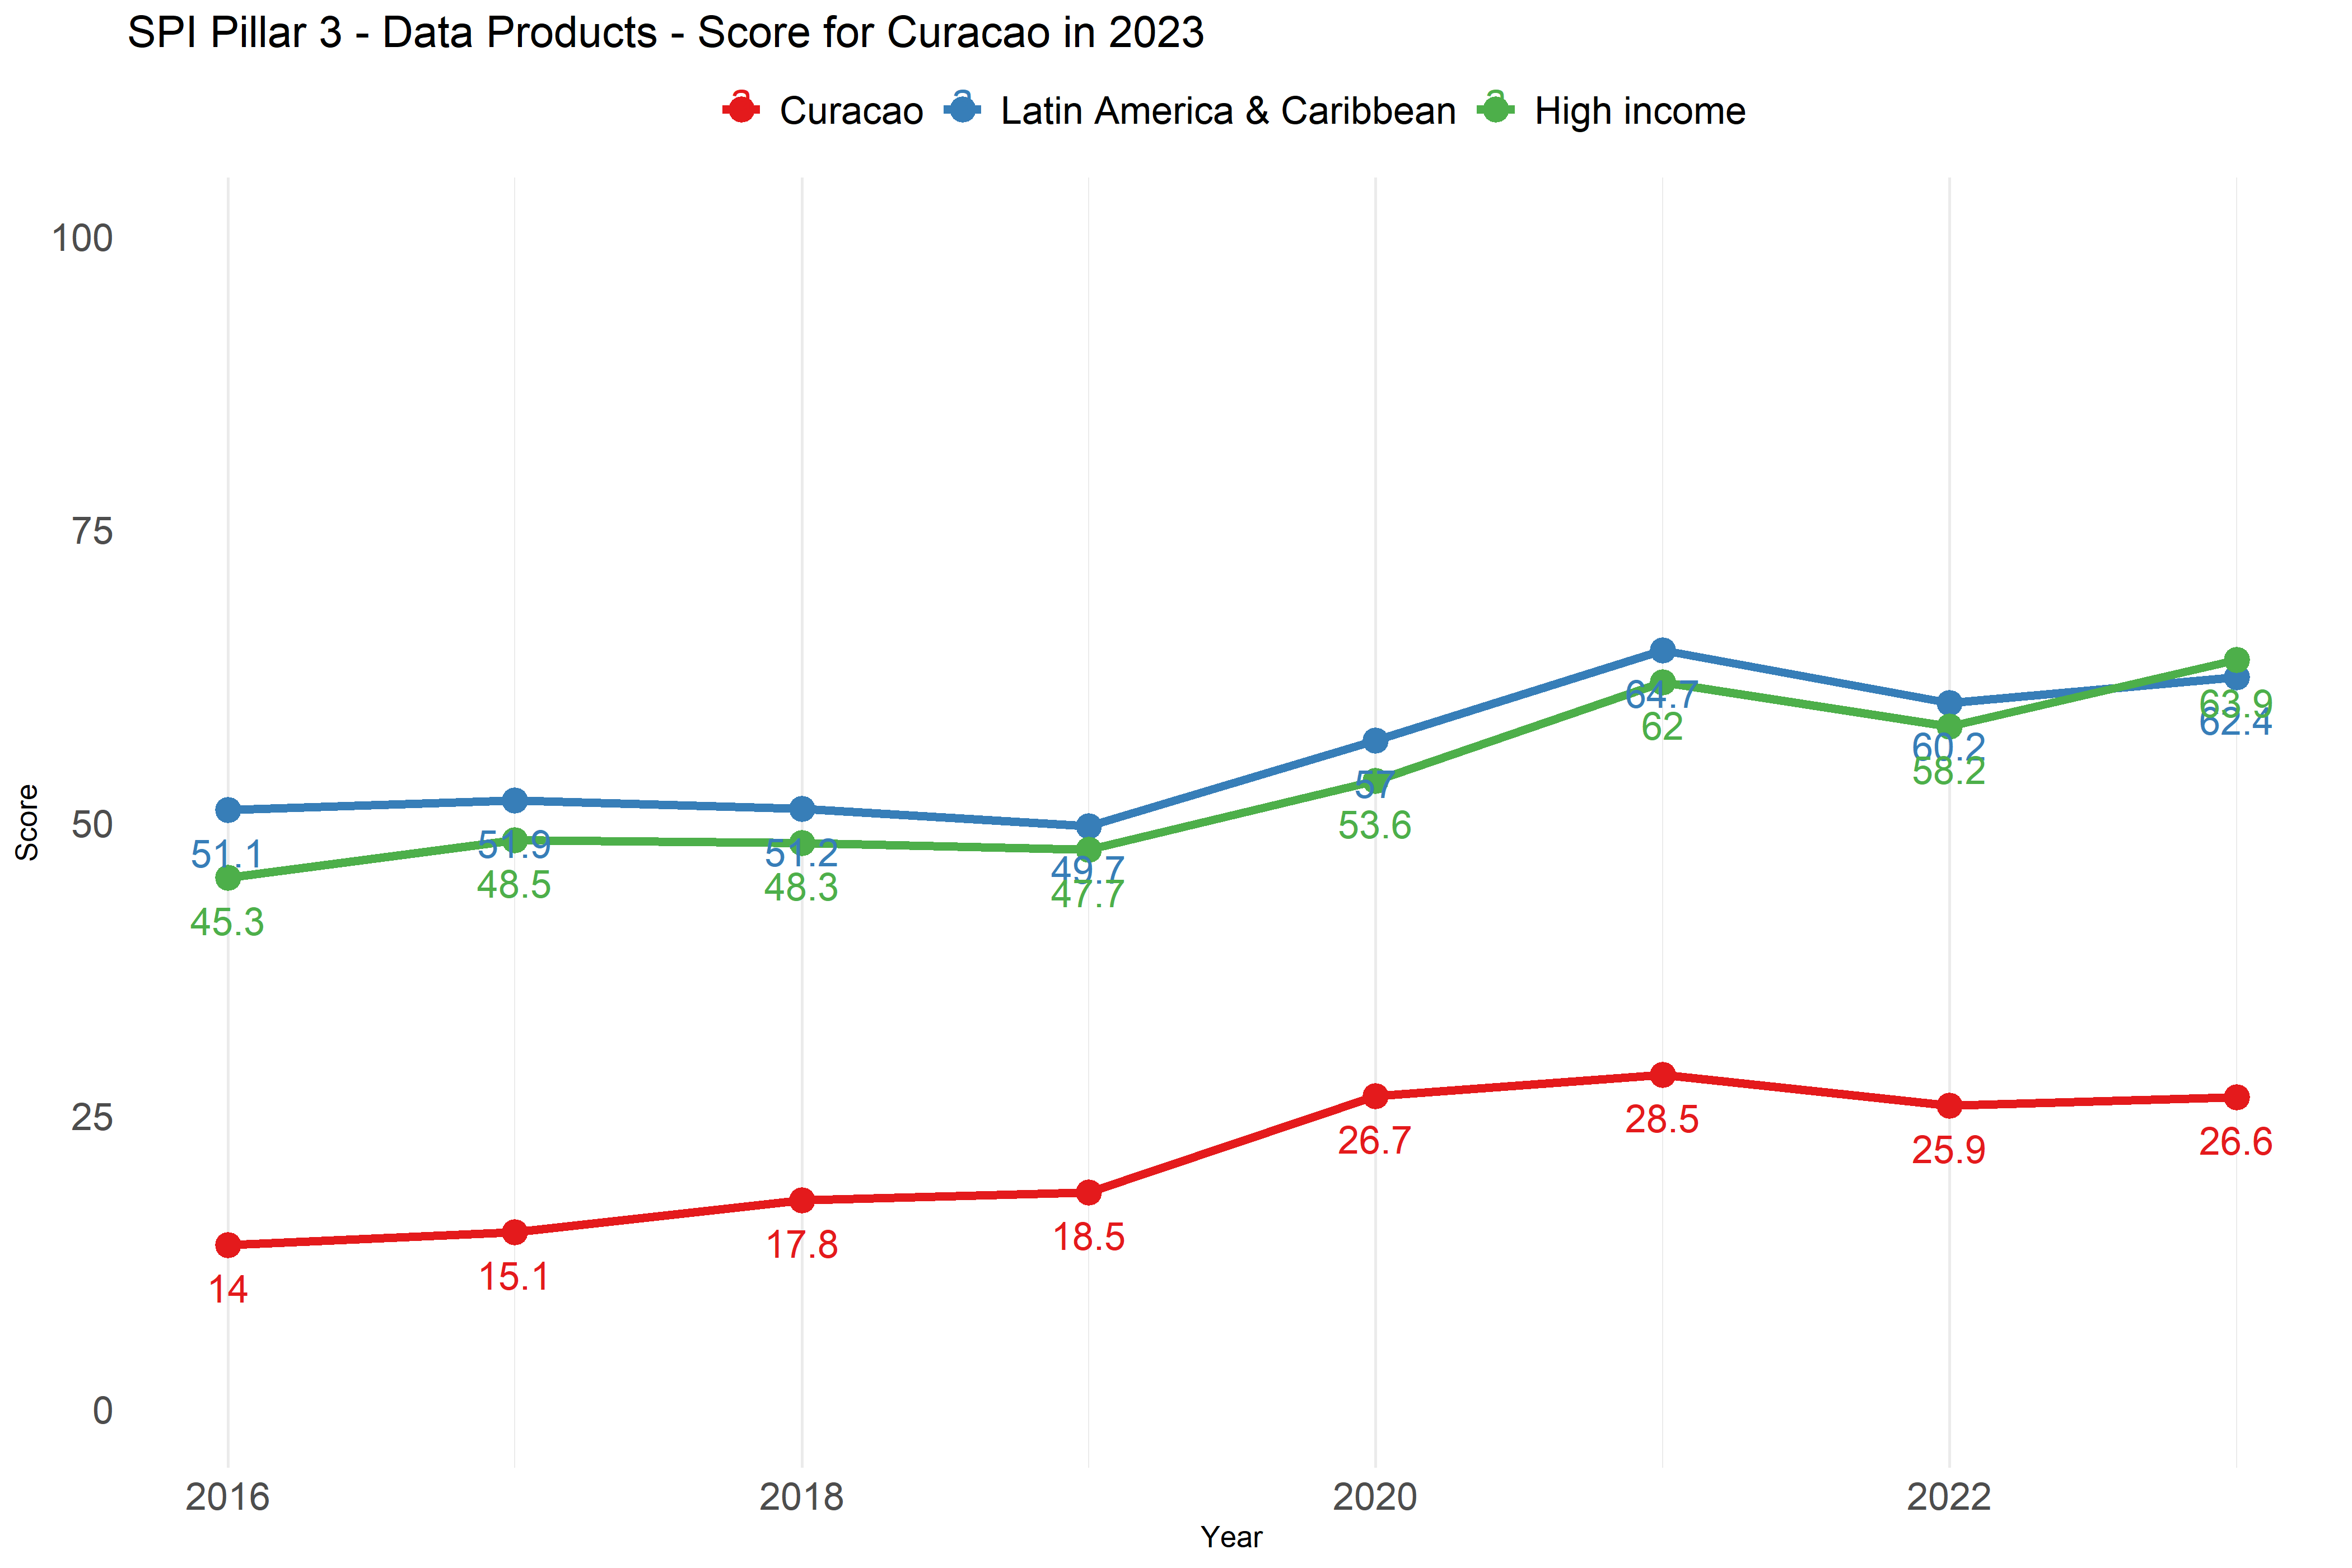 SPI Pillar 3 - Data Products - Score for Curacao in 2023
Curacao Latin America & Caribbean High income
100
75
50
25
0
Score
51.1 51.9 51.2 49.7 57 64.7 60.2 62.4
45.3 48.5 48.3 47.7 53.6 62 58.2 63.9
14 15.1 17.8 18.5 26.7 28.5 25.9 26.6
2016 2018 2020 2022
Year